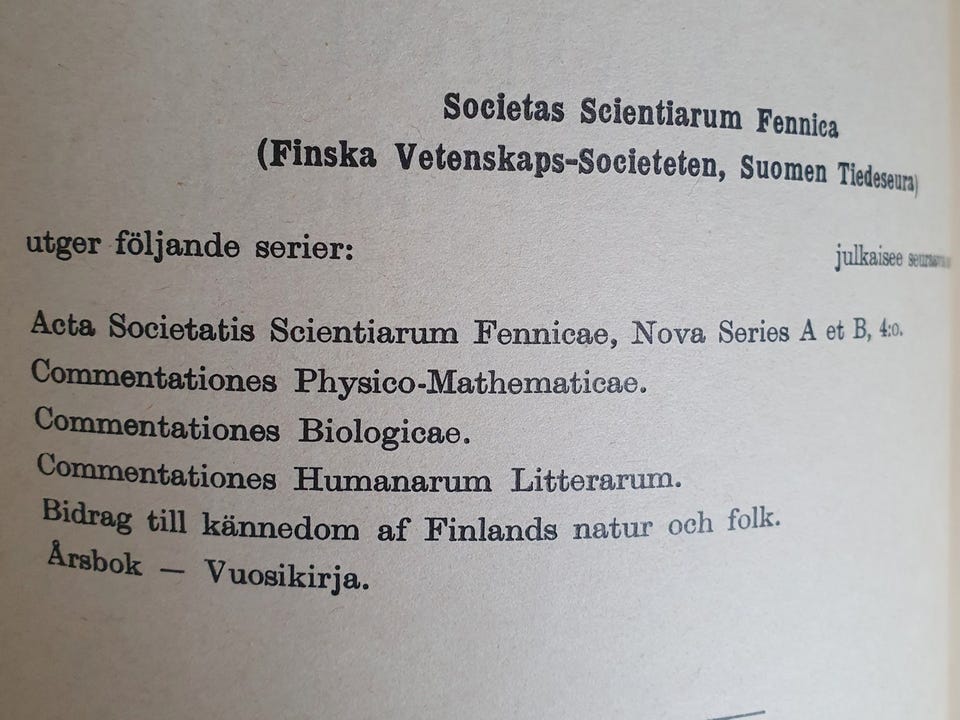 Societas Scientiarum Fennica
(Finska Vetenskaps-Societeten, Suomen Tiedeseura)
utger följande serier: julkaisee
Acta Societatis Scientiarum Fennicae, Nova Series A et B, 4:o.
Commentationes Physico-Mathematicae.
Commentationes Biologicae.
Commentationes Humanarum Litterarum.
Bidrag till kännedom af Finlands natur och folk.
Årsbok — Vuosikirja.